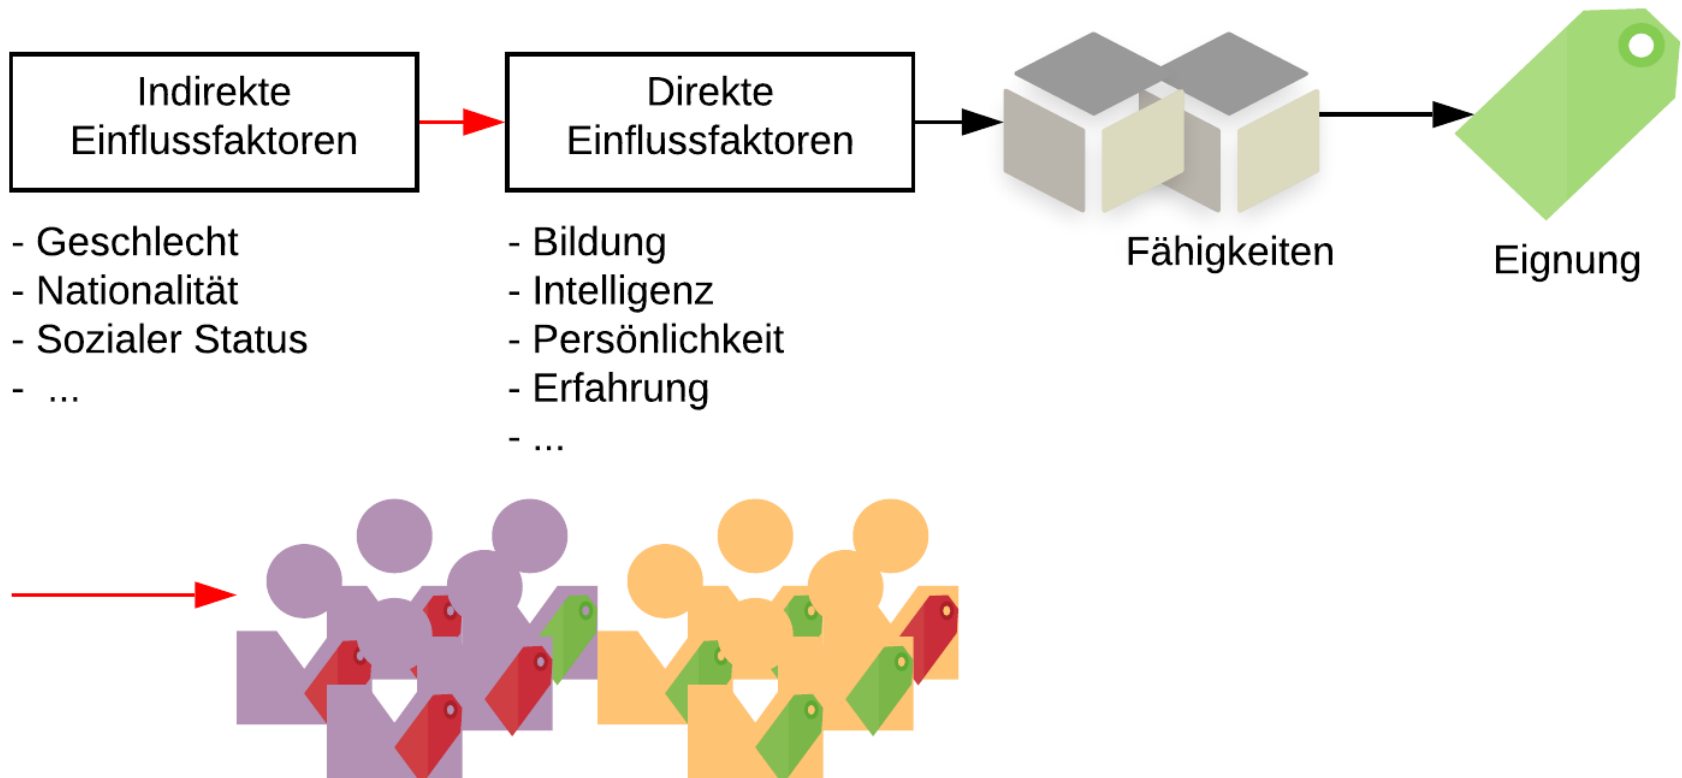 Indirekte
Einflussfaktoren
Direkte
Einflussfaktoren
- Geschlecht
- Nationalität
- Sozialer Status
-  ...
- Bildung
- Intelligenz
- Persönlichkeit
- Erfahrung
- ...
Fähigkeiten
Eignung